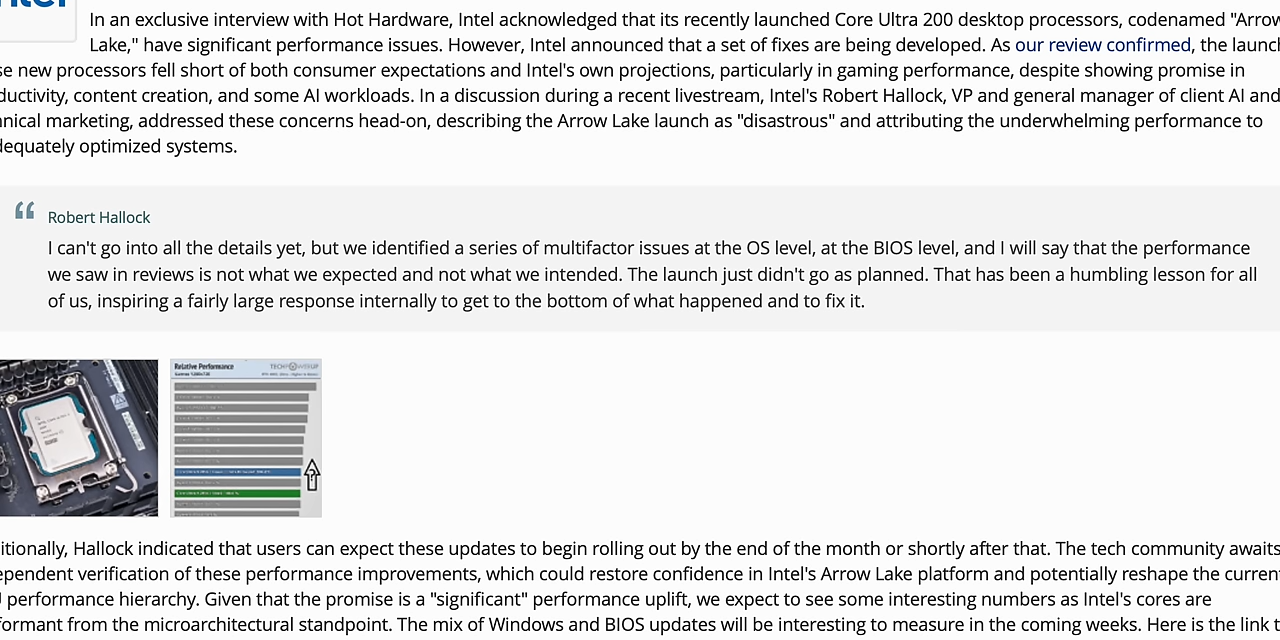 In an exclusive interview with Hot Hardware, Intel acknowledged that its recently launched Core Ultra 200 desktop processors, codenamed "Arrow
Lake," have significant performance issues. However, Intel announced that a set of fixes are being developed. As our review confirmed, the launch
new processors fell short of both consumer expectations and Intel's own projections, particularly in gaming performance, despite showing promise in
content creation, and some AI workloads. In a discussion during a recent livestream, Intel's Robert Hallock, VP and general manager of client AI and
marketing, addressed these concerns head-on, describing the Arrow Lake launch as "disastrous" and attributing the underwhelming performance to
optimized systems.
Robert Hallock
I can't go into all the details yet, but we identified a series of multifactor issues at the OS level, at the BIOS level, and I will say that the performance
we saw in reviews is not what we expected and not what we intended. The launch just didn't go as planned. That has been a humbling lesson for all
of us, inspiring a fairly large response internally to get to the bottom of what happened and to fix it.
Relative Performance
TECHPOWERUP
Hallock indicated that users can expect these updates to begin rolling out by the end of the month or shortly after that. The tech community awaits
verification of these performance improvements, which could restore confidence in Intel's Arrow Lake platform and potentially reshape the current
performance hierarchy. Given that the promise is a "significant" performance uplift, we expect to see some interesting numbers as Intel's cores are
from the microarchitectural standpoint. The mix of Windows and BIOS updates will be interesting to measure in the coming weeks. Here is the link